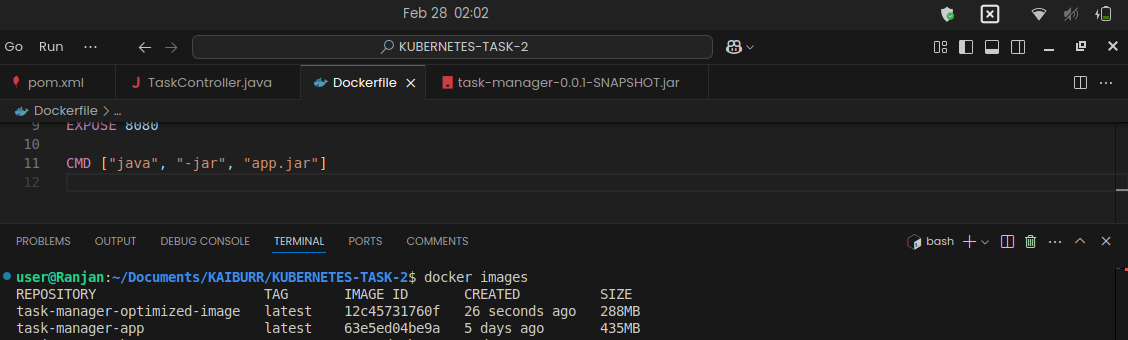 Feb 28 02:02
Go Run ··· KUBERNETES-TASK-2
pom.xml TaskController.java Dockerfile task-manager-0.0.1-SNAPSHOT.jar
Dockerfile > ...
9 EXPOSE 8080
10
11 CMD ["java", "-jar", "app.jar"]
12
PROBLEMS OUTPUT DEBUG CONSOLE TERMINAL PORTS COMMENTS bash
user@Ranjan:~/Documents/KAIBURR/KUBERNETES-TASK-2$ docker images
REPOSITORY TAG IMAGE ID CREATED SIZE
task-manager-optimized-image latest 12c45731760f 26 seconds ago 288MB
task-manager-app latest 63e5ed04be9a 5 days ago 435MB